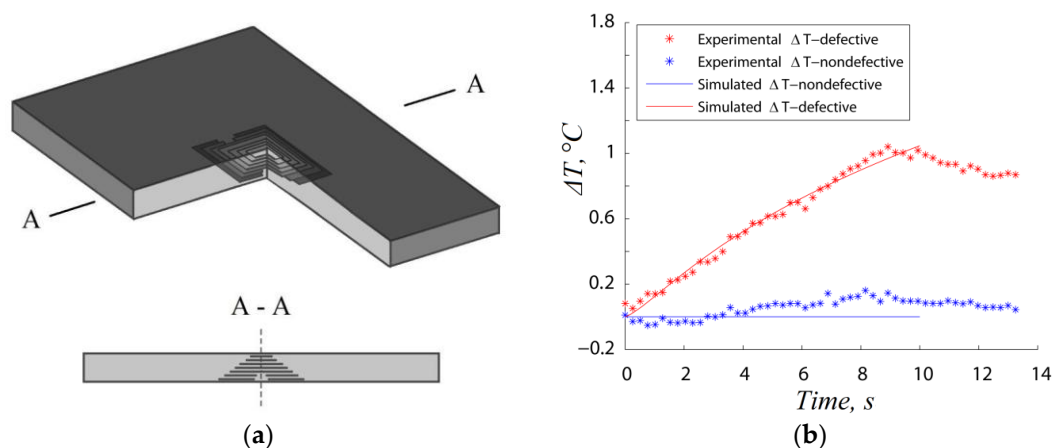 A
A
A - A
(a)
Experimental ΔT−defective
Experimental ΔT−nondefective
Simulated ΔT−nondefective
Simulated ΔT−defective
ΔT, °C
1.8
1.4
1
0.6
0.2
−0.2
0 2 4 6 8 10 12 14
Time, s
(b)